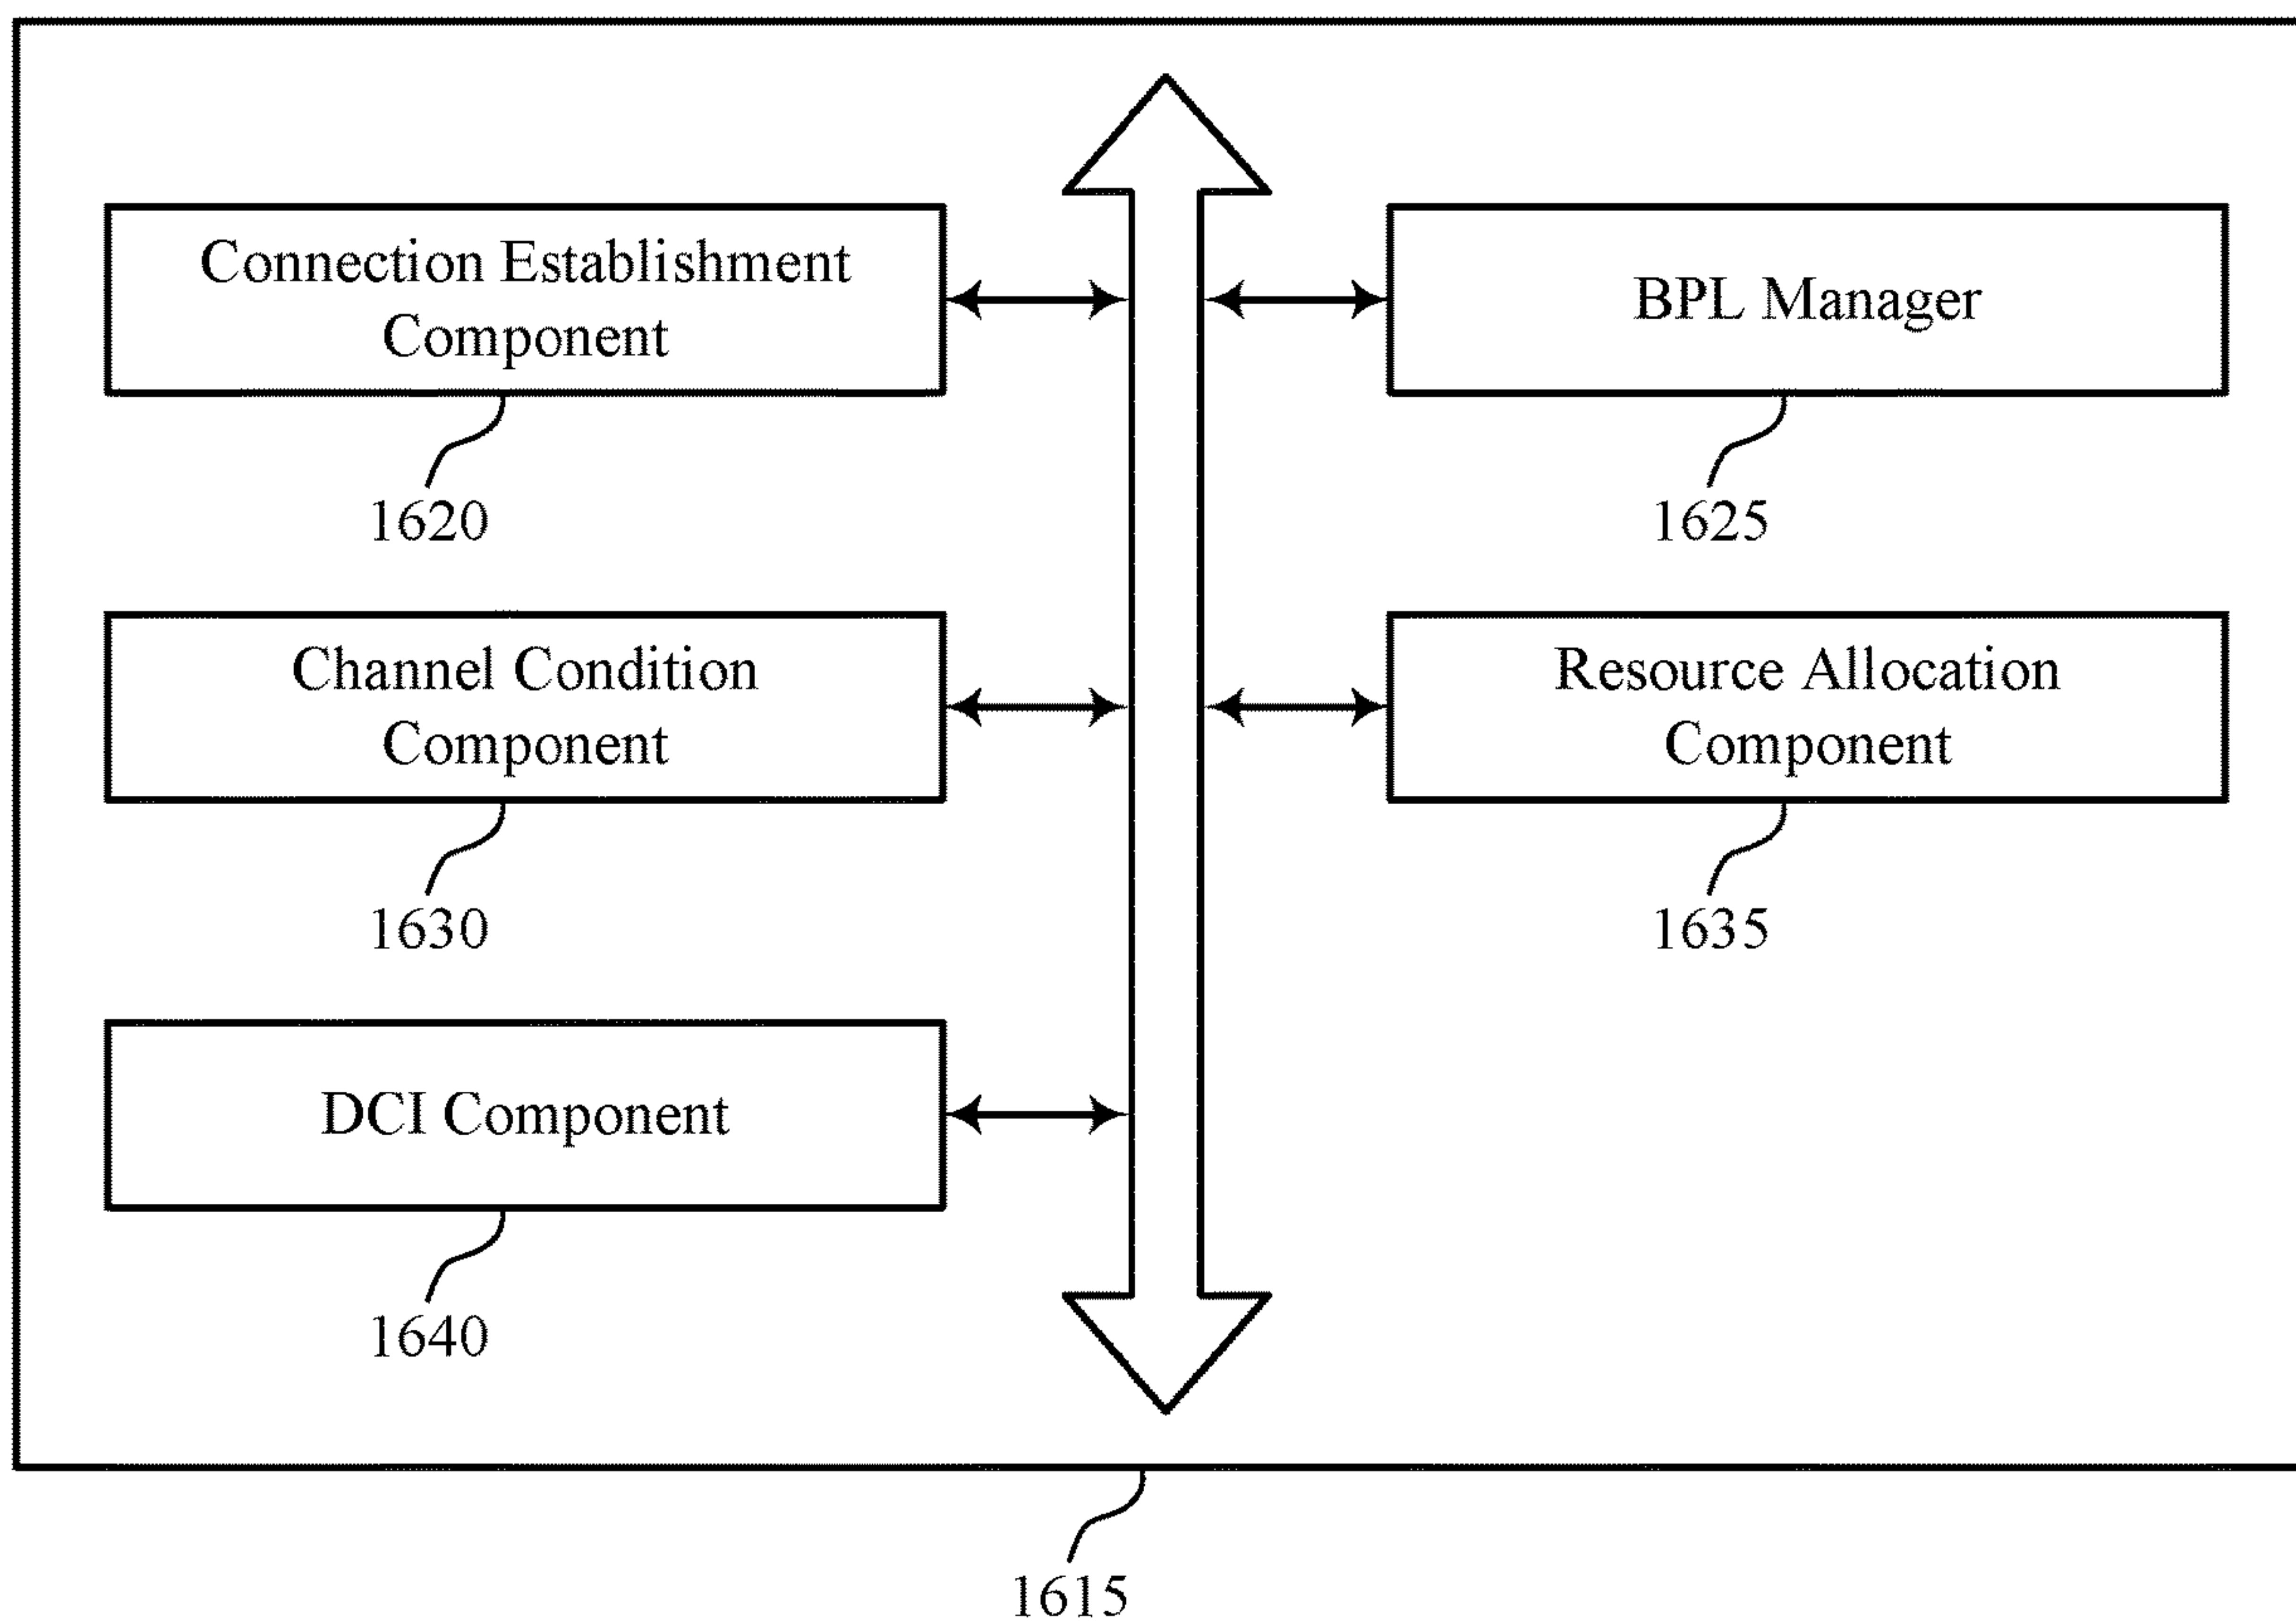 Connection Establishment
Component
1620
BPL Manager
1625
Channel Condition
Component
1630
Resource Allocation
Component
1635
DCI Component
1640
1615